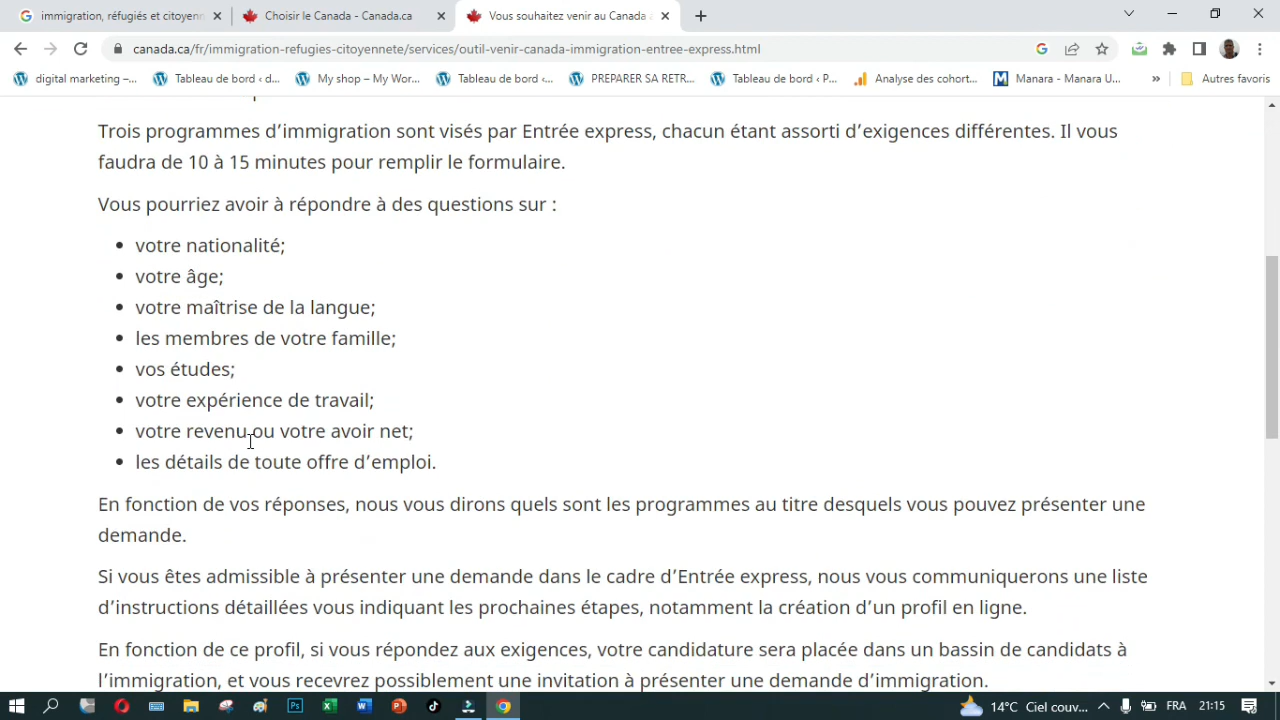 immigration, réfugiés et citoyenn
Choisir le Canada - Canada.ca
Vous souhaitez venir au Canada
canada.ca/fr/immigration-refugies-citoyennete/services/outil-venir-canada-immigration-entree-express.html
digital marketing –...
Tableau de bord ‹ d...
My shop – My Wor...
Tableau de bord ‹...
PREPARER SA RETR...
Tableau de bord ‹ P...
Analyse des cohort...
Manara - Manara U...
»
Autres favoris
Trois programmes d’immigration sont visés par Entrée express, chacun étant assorti d’exigences différentes. Il vous
faudra de 10 à 15 minutes pour remplir le formulaire.
Vous pourriez avoir à répondre à des questions sur :
• votre nationalité;
• votre âge;
• votre maîtrise de la langue;
• les membres de votre famille;
• vos études;
• votre expérience de travail;
• votre revenu ou votre avoir net;
• les détails de toute offre d’emploi.
En fonction de vos réponses, nous vous dirons quels sont les programmes au titre desquels vous pouvez présenter une
demande.
Si vous êtes admissible à présenter une demande dans le cadre d’Entrée express, nous vous communiquerons une liste
d’instructions détaillées vous indiquant les prochaines étapes, notamment la création d’un profil en ligne.
En fonction de ce profil, si vous répondez aux exigences, votre candidature sera placée dans un bassin de candidats à
l’immigration, et vous recevrez possiblement une invitation à présenter une demande d’immigration.
14°C Ciel couv...
FRA
21:15